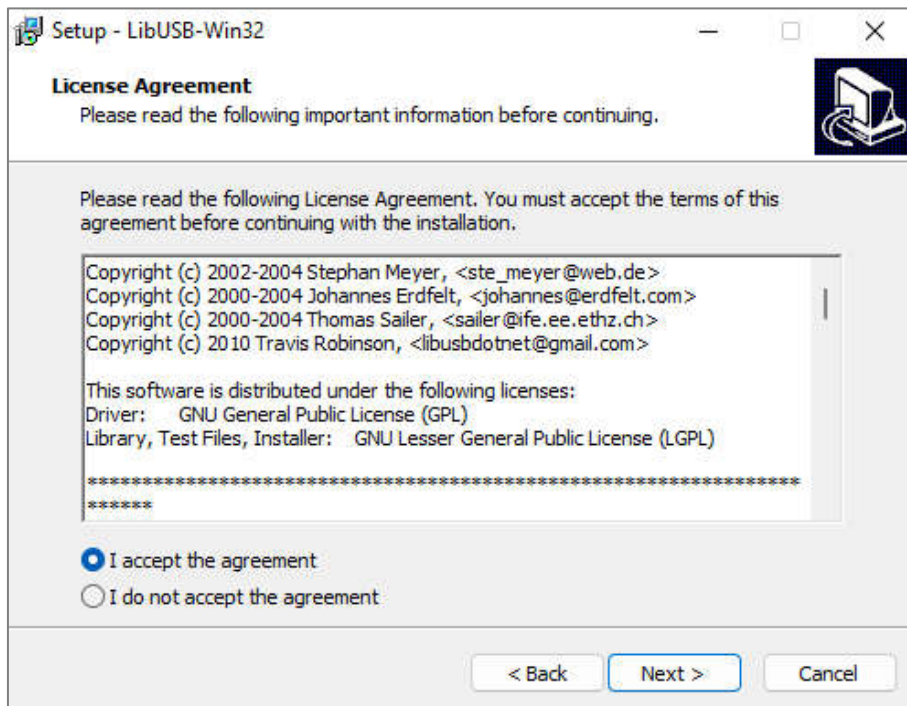 Setup - LibUSB-Win32
License Agreement
Please read the following important information before continuing.
Please read the following License Agreement. You must accept the terms of this
agreement before continuing with the installation.
Copyright (c) 2002-2004 Stephan Meyer, <ste_meyer@web.de>
Copyright (c) 2000-2004 Johannes Erdfelt, <johannes@erdfelt.com>
Copyright (c) 2000-2004 Thomas Sailer, <sailer@ife.ee.ethz.ch>
Copyright (c) 2010 Travis Robinson, <libusbdotnet@gmail.com>
This software is distributed under the following licenses:
Driver: GNU General Public License (GPL)
Library, Test Files, Installer: GNU Lesser General Public License (LGPL)
*****************************************************************
******
I accept the agreement
I do not accept the agreement
< Back Next > Cancel